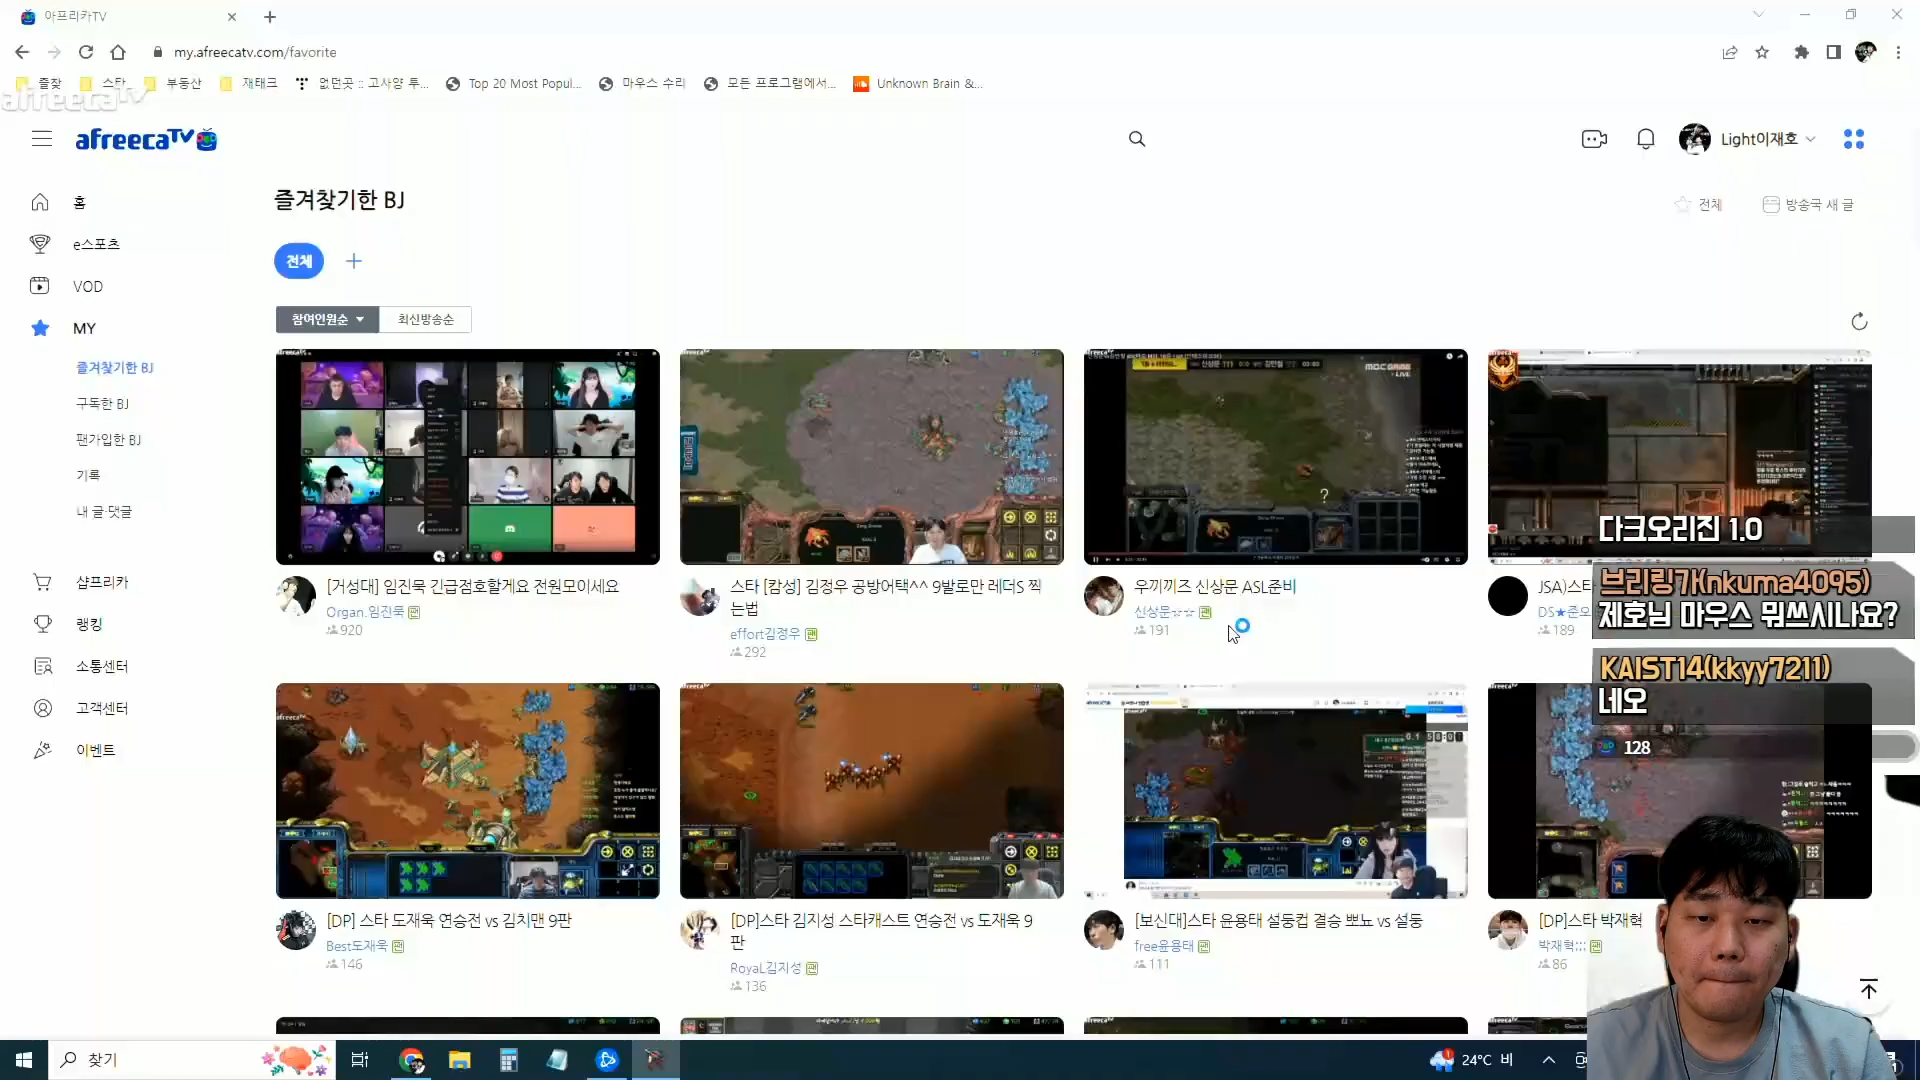 아프리카TV
my.afreecatv.com/favorite
즐찾
스타
부동산
재태크
없던곳 :: 고사양 투...
Top 20 Most Popul...
마우스 수리
모든 프로그램에서...
Unknown Brain &...
afreecaTV
afreecaTV
Light이재호
홈
e스포츠
VOD
MY
즐겨찾기한 BJ
구독한 BJ
팬가입한 BJ
기록
내 글·댓글
샵프리카
랭킹
소통센터
고객센터
이벤트
즐겨찾기한 BJ
전체
방송국 새 글
전체
참여인원순
최신방송순
[거성대] 임진묵 긴급점호할게요 전원모이세요
Organ.임진묵
920
스타 [캄성] 김정우 공방어택^^ 9발로만 레더S 찍
는법
effort김정우
292
MBC GAME
LIVE
우끼끼즈 신상문 ASL준비
신상문☆☆
191
JSA)스타
DS★준모
189
다크오리진 1.0
브리링가(nkuma4095)
제호님 마우스 뭐쓰시나요?
KAIST14(kkyy7211)
네오
128
[DP] 스타 도재욱 연승전 vs 김치맨 9판
Best도재욱
146
[DP]스타 김지성 스타캐스트 연승전 vs 도재욱 9
판
RoyaL김지성
136
[보신대]스타 윤용태 설둥컵 결승 뽀뇨 vs 설둥
free윤용태
111
[DP]스타 박재혁
박재혁;;;
86
찾기
24°C 비